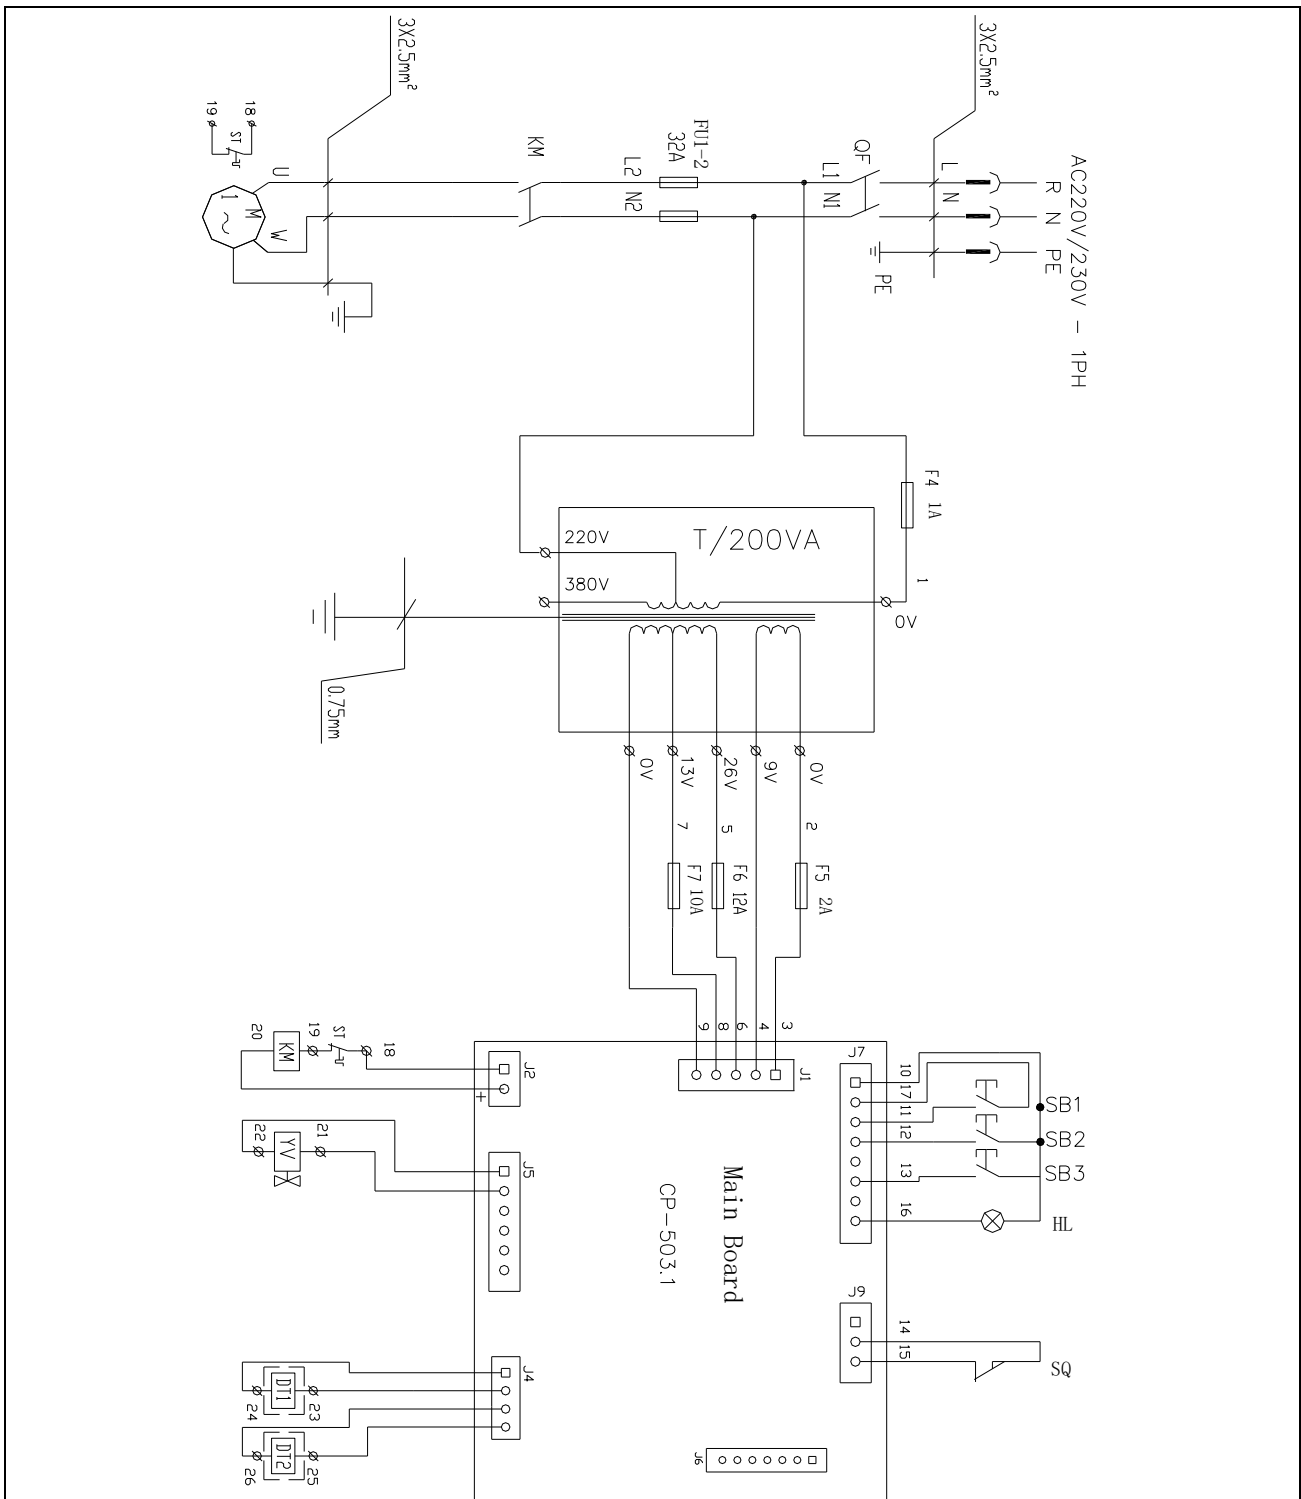 3X2.5mm²
3X2.5mm²
AC220V/230V - 1PH
R
N
PE
L
N
PE
QF
L1
N1
FU1-2
32A
L2
N2
KM
U
W
1
M
~
18
19
ST
F4 1A
1
T/200VA
220V
380V
0V
0.75mm
0V
13V
26V
9V
0V
7
5
2
F7 10A
F6 12A
F5 2A
9
8
6
4
3
J1
J7
10
17
11
12
13
16
SB1
SB2
SB3
HL
J9
14
15
SQ
J2
+
18
ST
19
KM
20
J5
21
YV
22
Main Board
CP-503.1
J4
23
DT1
24
25
DT2
26
J6